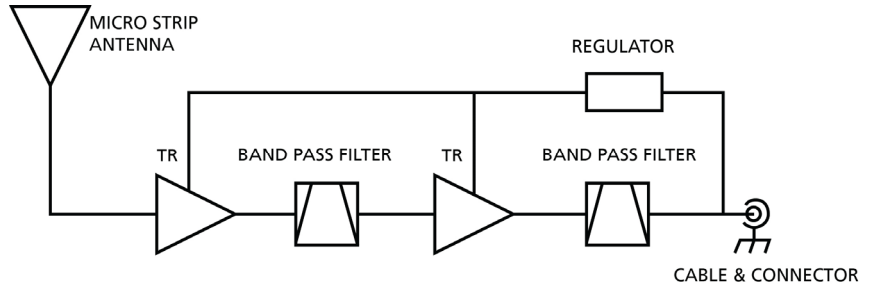 MICRO STRIP
ANTENNA
REGULATOR
TR
BAND PASS FILTER
TR
BAND PASS FILTER
CABLE & CONNECTOR